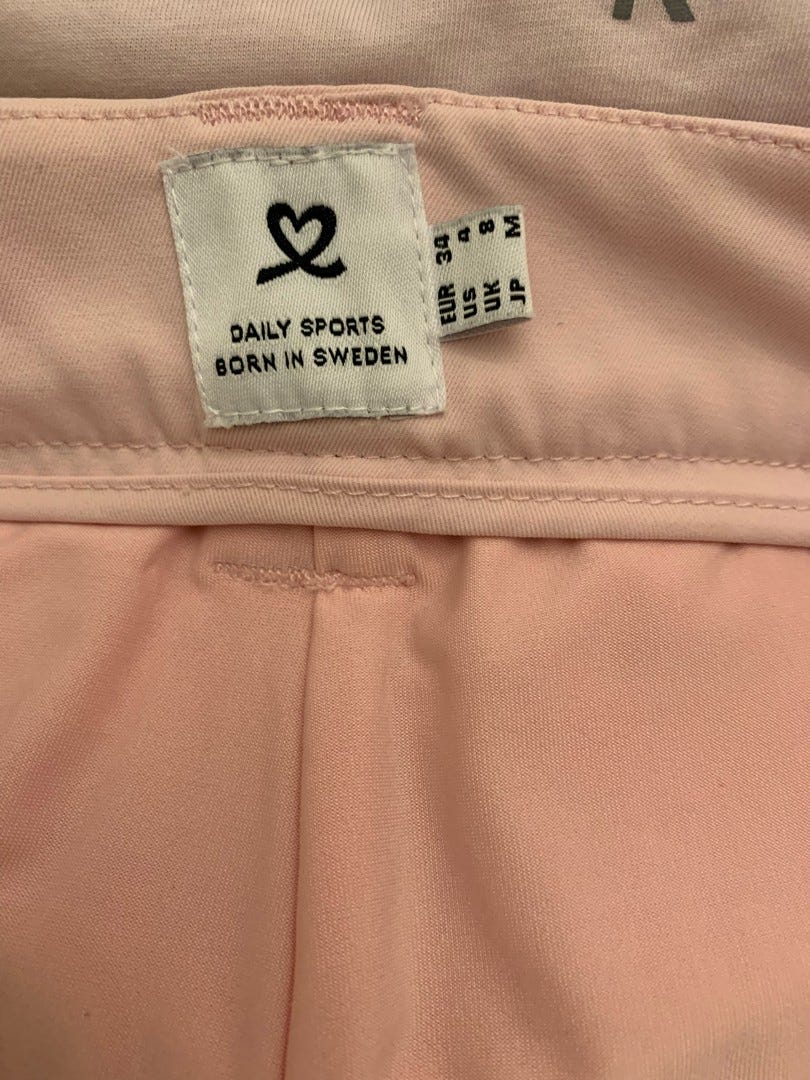 DAILY SPORTS
BORN IN SWEDEN
EUR 34
US 4
UK 8
JP M